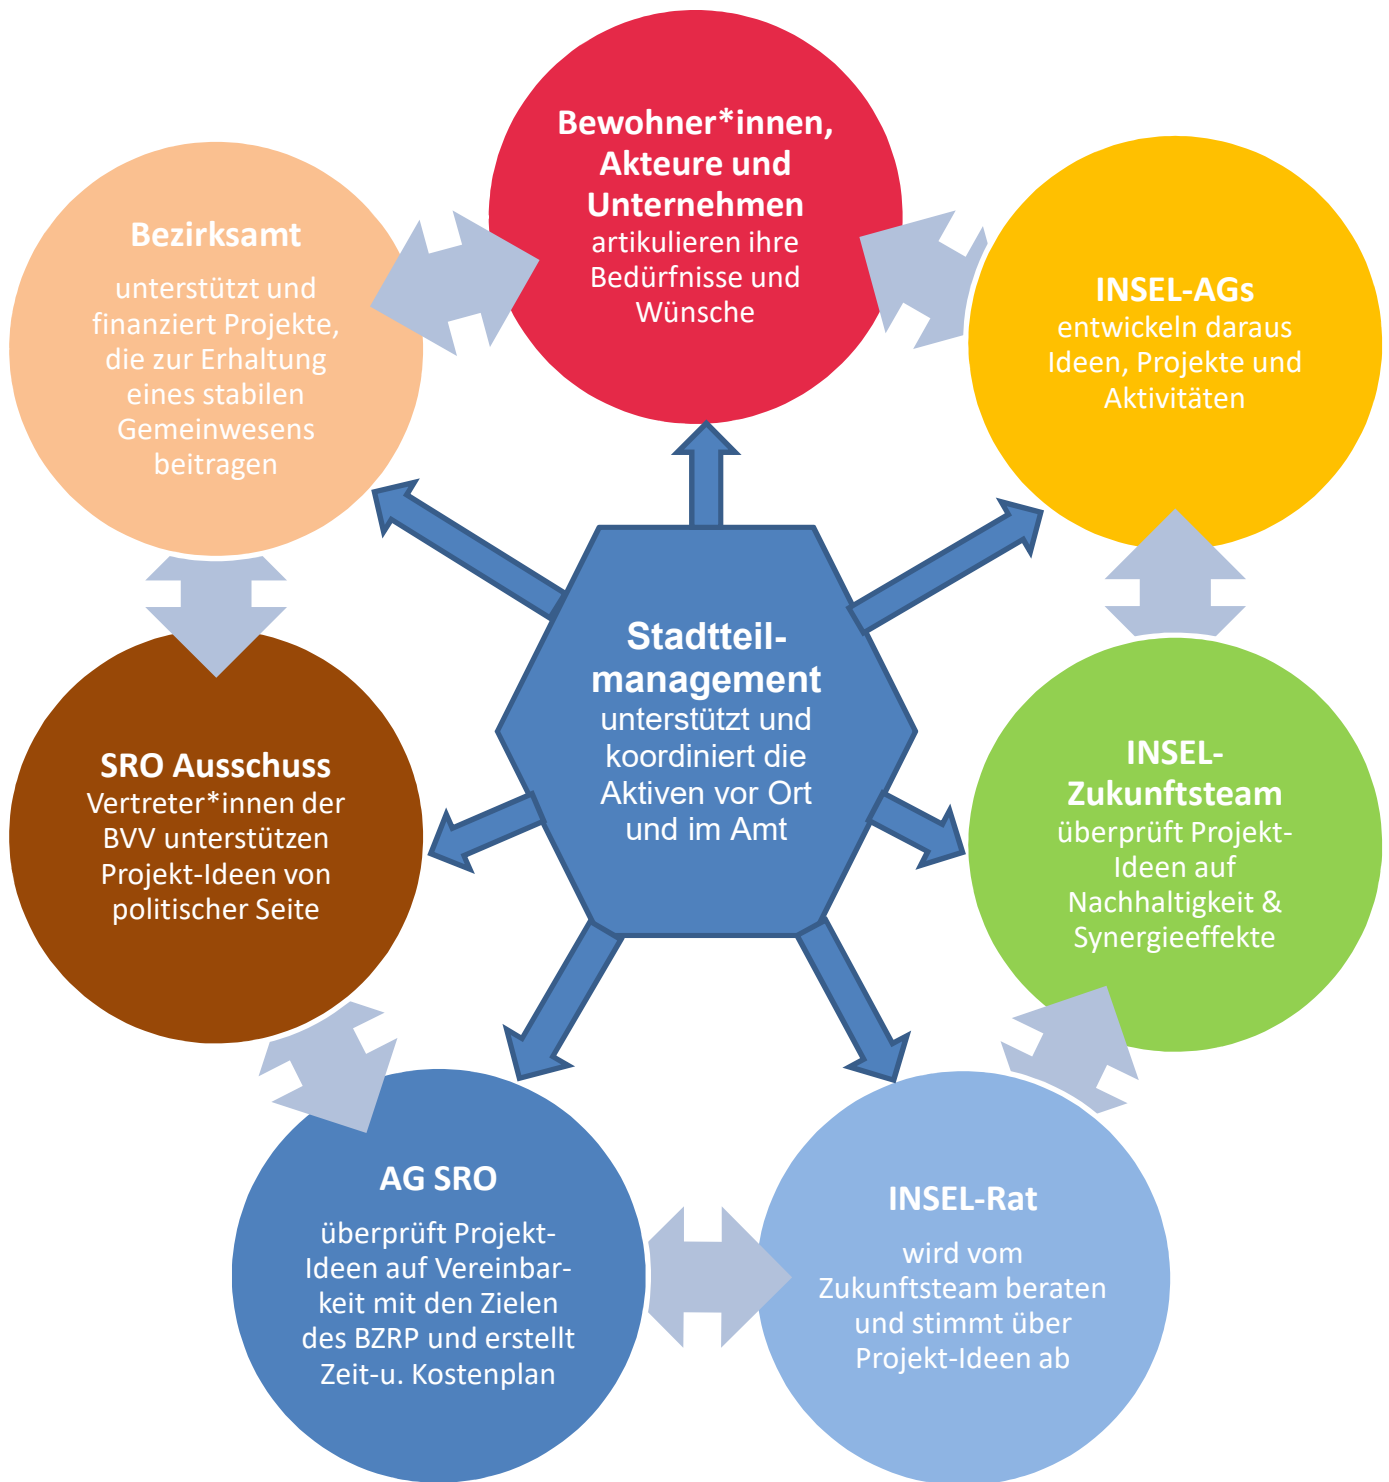 Bewohner*innen,
Akteure und
Unternehmen
artikulieren ihre
Bedürfnisse und
Wünsche
Bezirksamt
unterstützt und
finanziert Projekte,
die zur Erhaltung
eines stabilen
Gemeinwesens
beitragen
INSEL-AGs
entwickeln daraus
Ideen, Projekte und
Aktivitäten
Stadtteil-
management
unterstützt und
koordiniert die
Aktiven vor Ort
und im Amt
SRO Ausschuss
Vertreter*innen der
BVV unterstützen
Projekt-Ideen von
politischer Seite
INSEL-
Zukunftsteam
überprüft Projekt-
Ideen auf
Nachhaltigkeit &
Synergieeffekte
AG SRO
überprüft Projekt-
Ideen auf Vereinbar-
keit mit den Zielen
des BZRP und erstellt
Zeit-u. Kostenplan
INSEL-Rat
wird vom
Zukunftsteam beraten
und stimmt über
Projekt-Ideen ab